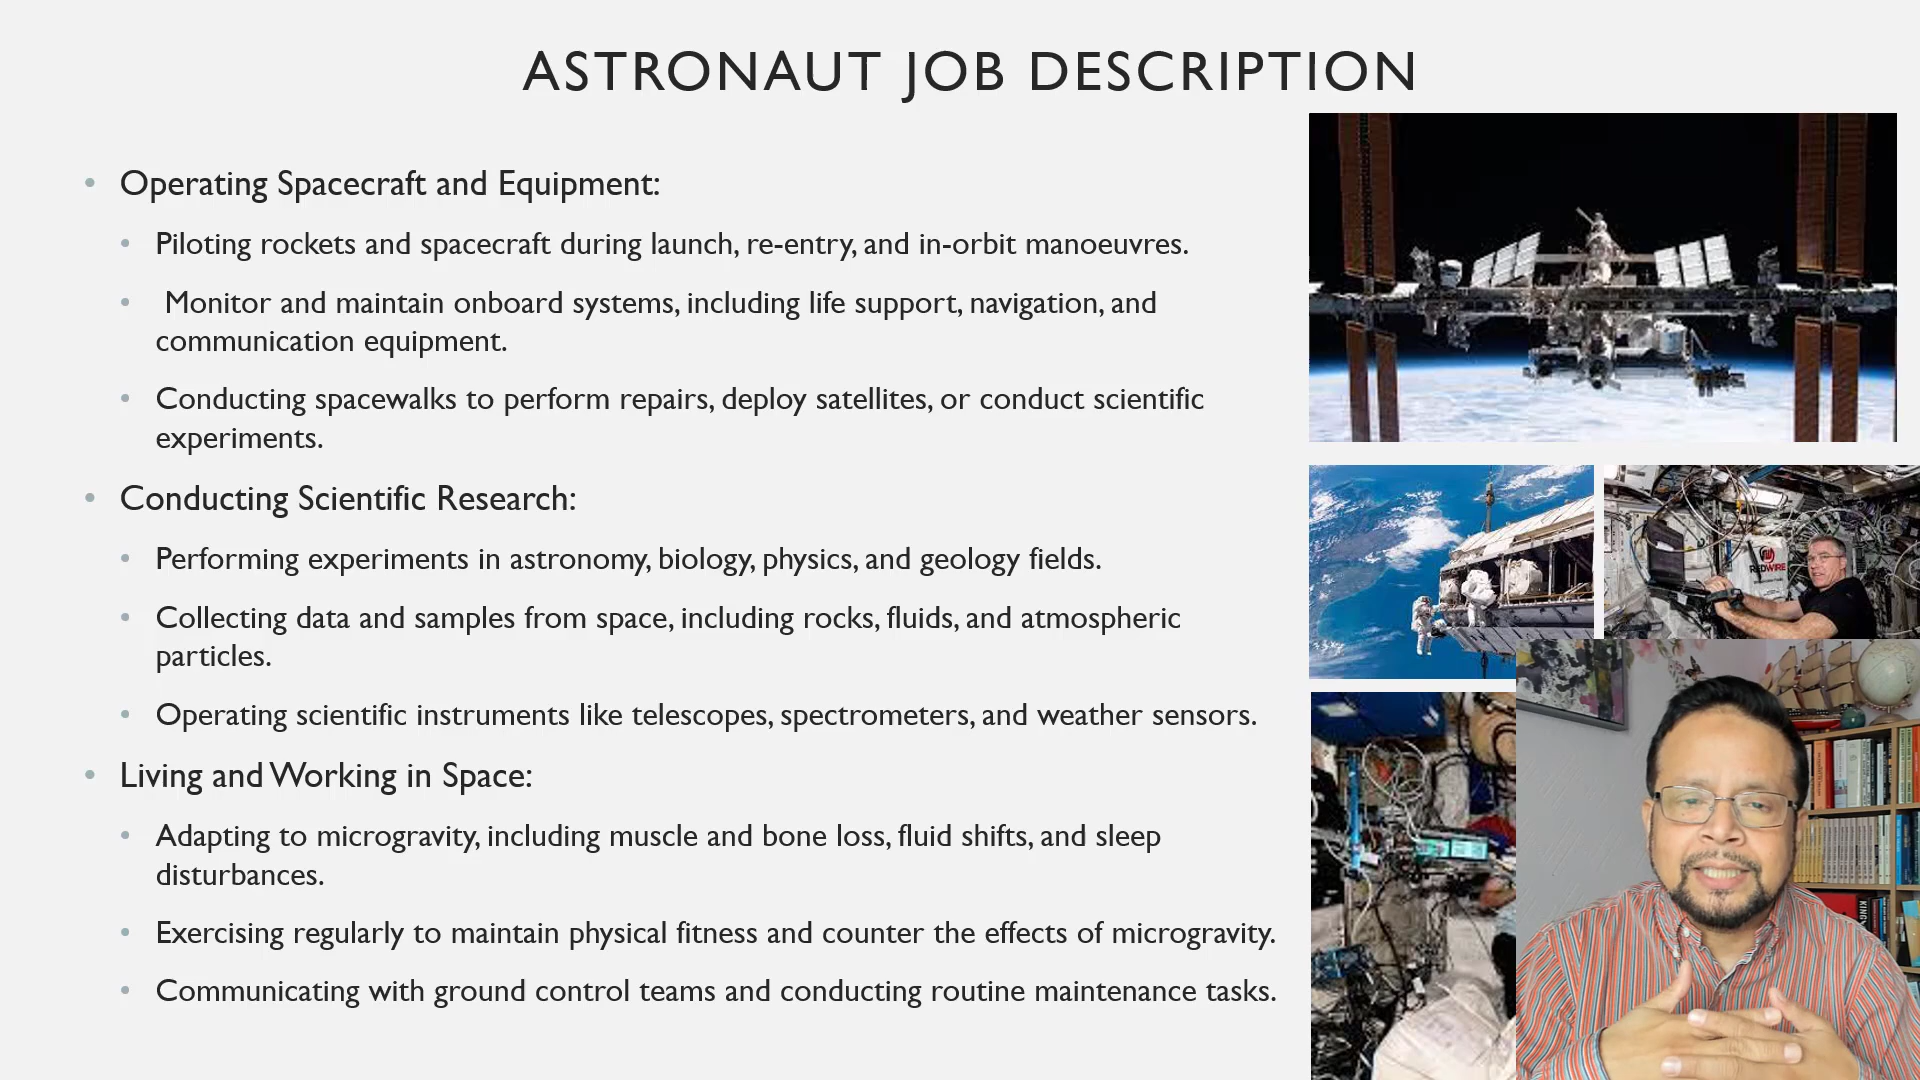 ASTRONAUT JOB DESCRIPTION
Operating Spacecraft and Equipment:
Piloting rockets and spacecraft during launch, re-entry, and in-orbit manoeuvres.
Monitor and maintain onboard systems, including life support, navigation, and
communication equipment.
Conducting spacewalks to perform repairs, deploy satellites, or conduct scientific
experiments.
Conducting Scientific Research:
Performing experiments in astronomy, biology, physics, and geology fields.
Collecting data and samples from space, including rocks, fluids, and atmospheric
particles.
Operating scientific instruments like telescopes, spectrometers, and weather sensors.
Living and Working in Space:
Adapting to microgravity, including muscle and bone loss, fluid shifts, and sleep
disturbances.
Exercising regularly to maintain physical fitness and counter the effects of microgravity.
Communicating with ground control teams and conducting routine maintenance tasks.
REDWIRE